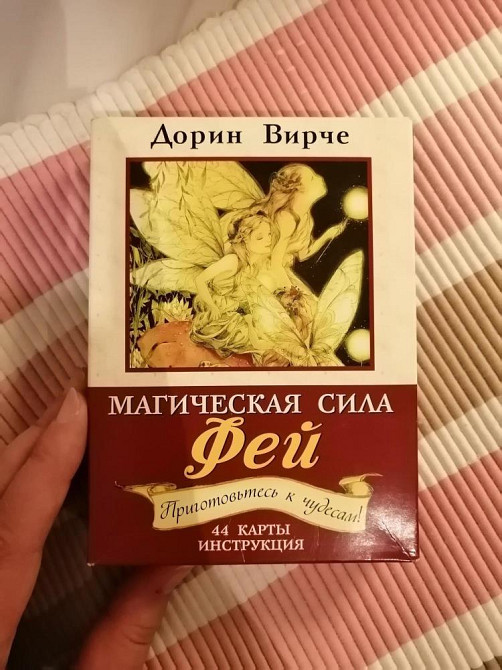 Дорин Вирче
МАГИЧЕСКАЯ СИЛА
Фей
Приготовьтесь к чудесам!
44 КАРТЫ
ИНСТРУКЦИЯ